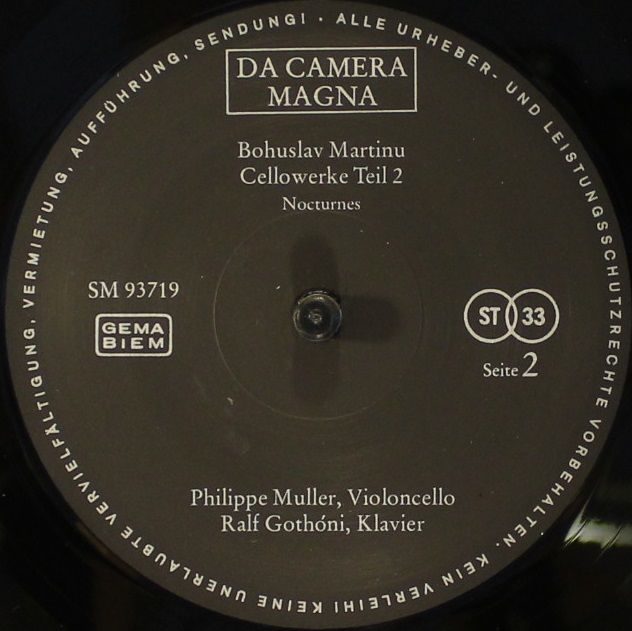 ALLE URHEBER- UND LEISTUNGSSCHUTZRECHTE VORBEHALTEN. KEIN VERLEIH! KEINE UNERLAUBTE VERVIELFÄLTIGUNG, VERMIETUNG, AUFFÜHRUNG, SENDUNG! ·
DA CAMERA
MAGNA
Bohuslav Martinu
Cellowerke Teil 2
Nocturnes
SM 93719
GEMA
BIEM
ST 33
Seite 2
Philippe Muller, Violoncello
Ralf Gothóni, Klavier